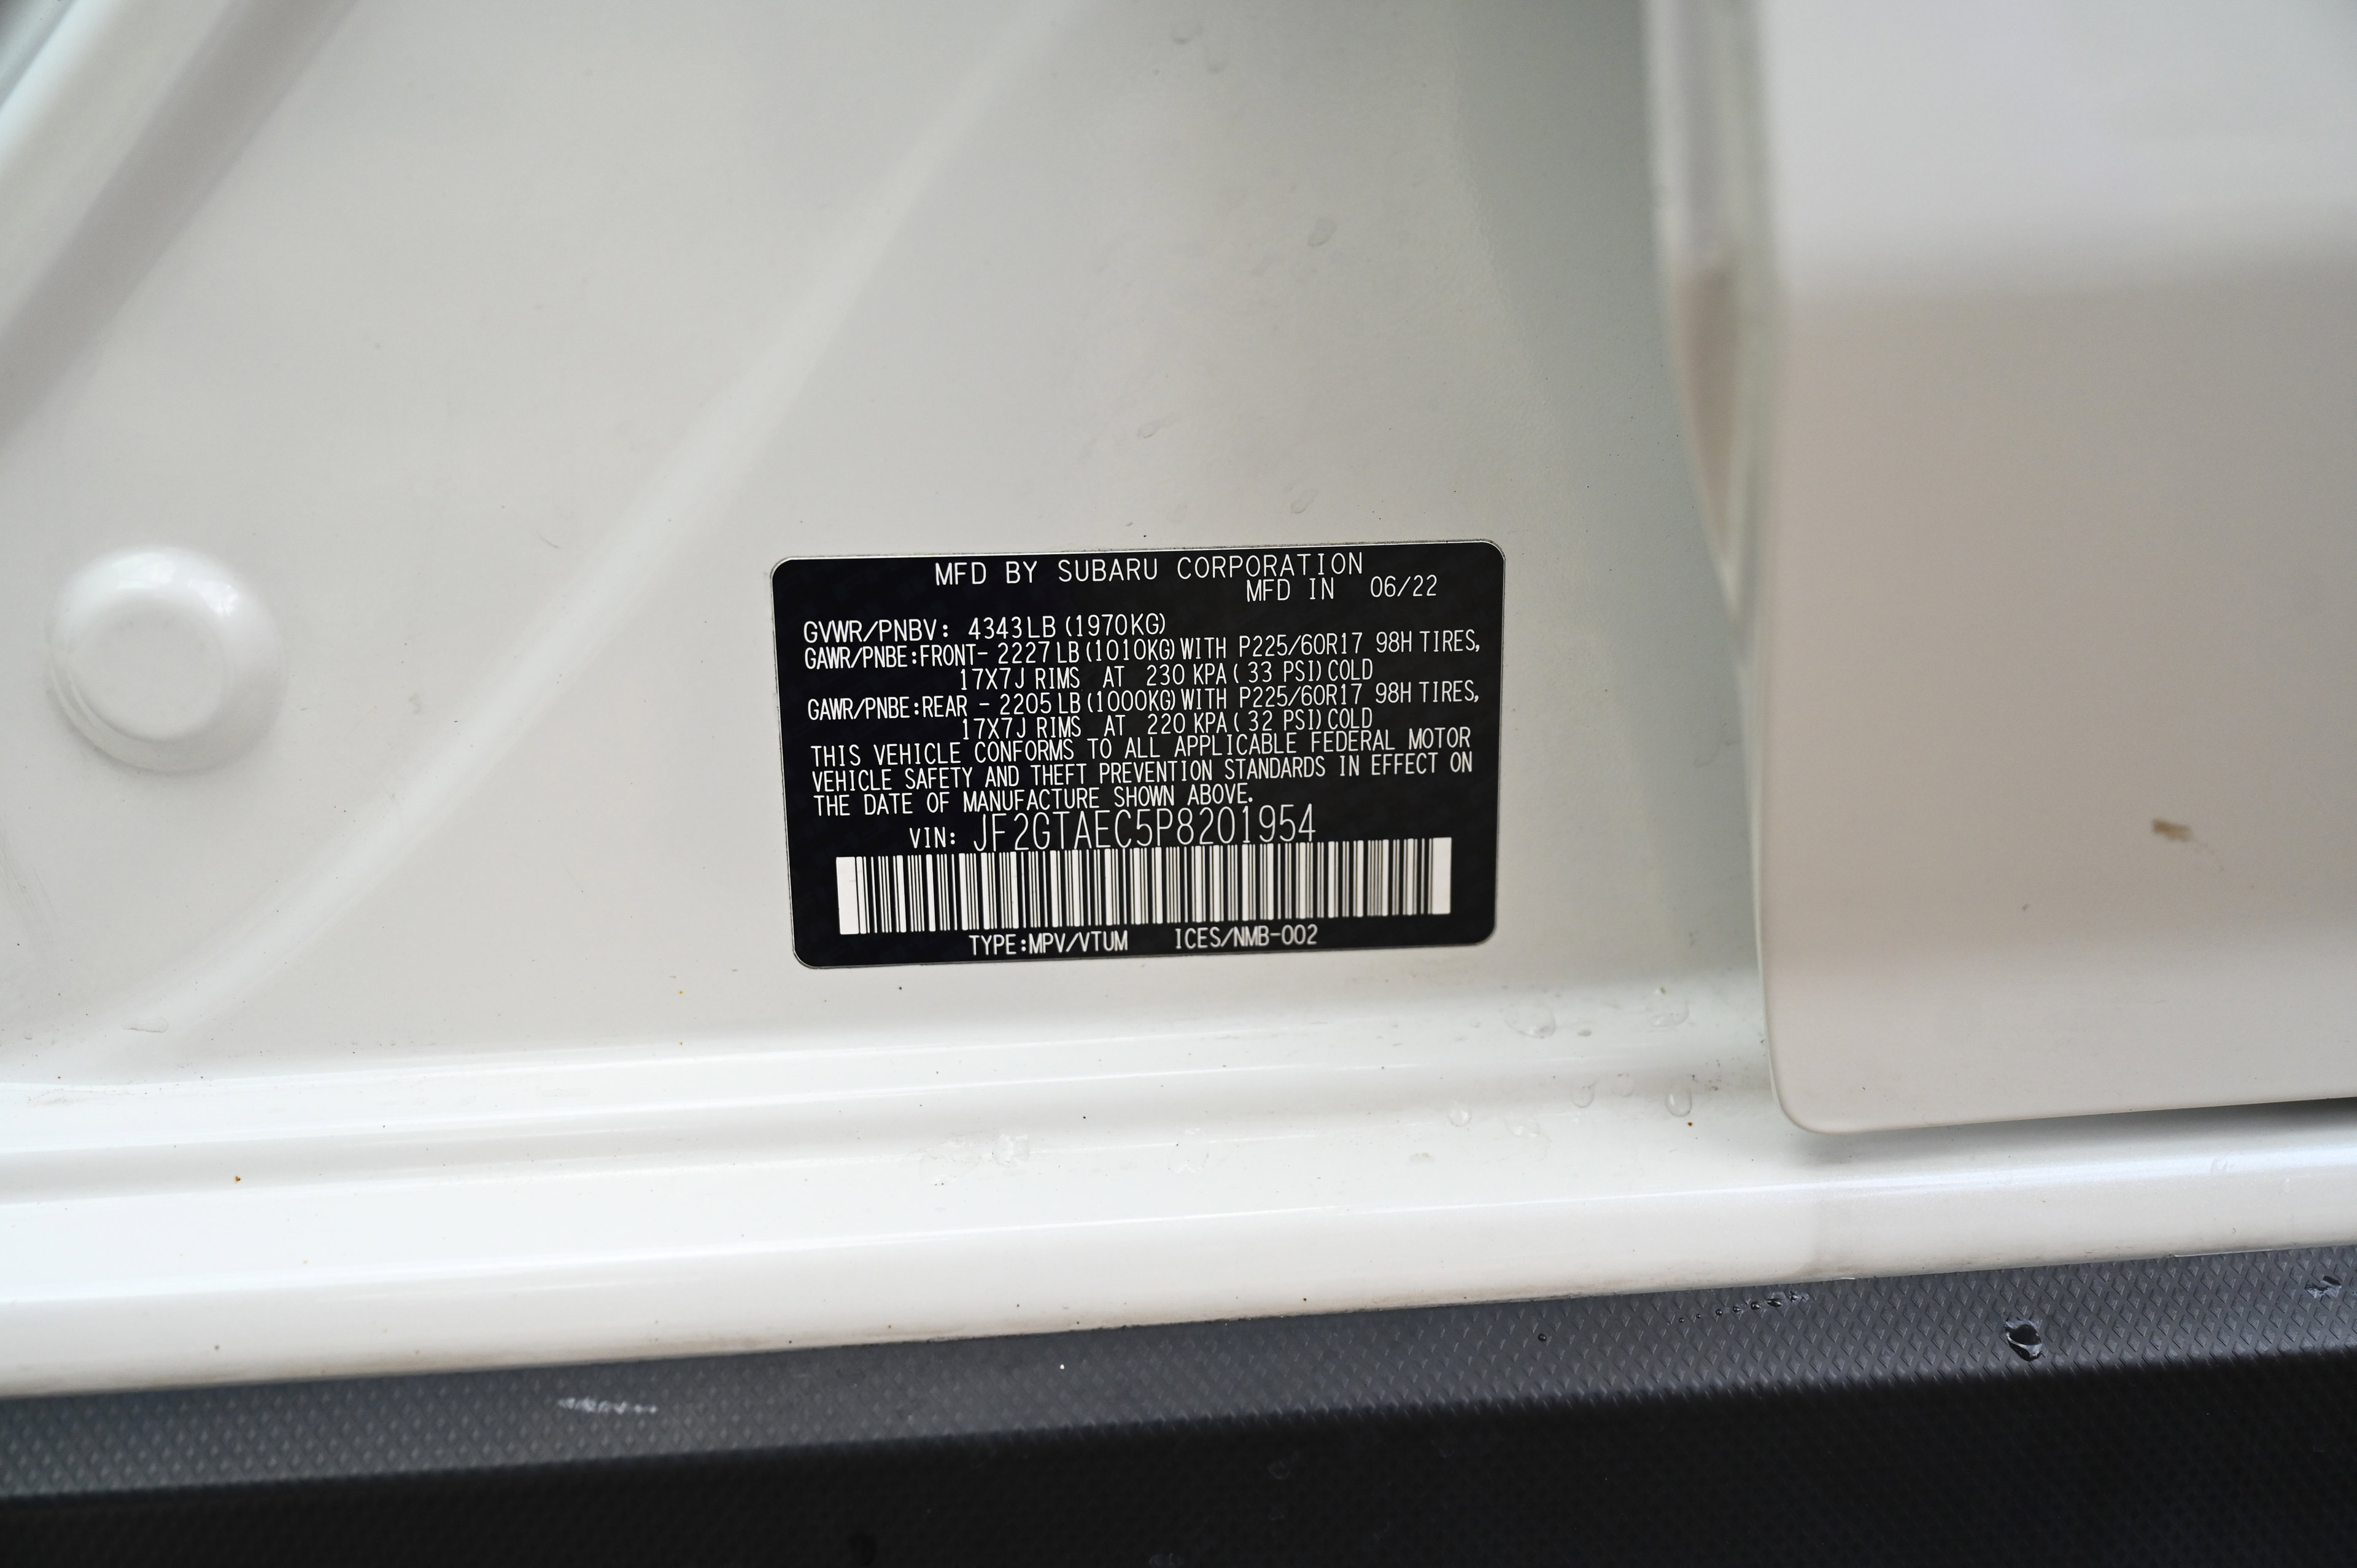 MFD BY SUBARU CORPORATION
MFD IN 06/22
GVWR/PNBV: 4343LB (1970KG)
GAWR/PNBE:FRONT- 2227LB (1010KG) WITH P225/60R17 98H TIRES,
17X7J RIMS AT 230 KPA ( 33 PSI) COLD
GAWR/PNBE:REAR - 2205LB (1000KG) WITH P225/60R17 98H TIRES,
17X7J RIMS AT 220 KPA ( 32 PSI) COLD
THIS VEHICLE CONFORMS TO ALL APPLICABLE FEDERAL MOTOR
VEHICLE SAFETY AND THEFT PREVENTION STANDARDS IN EFFECT ON
THE DATE OF MANUFACTURE SHOWN ABOVE.
VIN: JF2GTAEC5P8201954
TYPE:MPV/VTUM ICES/NMB-002